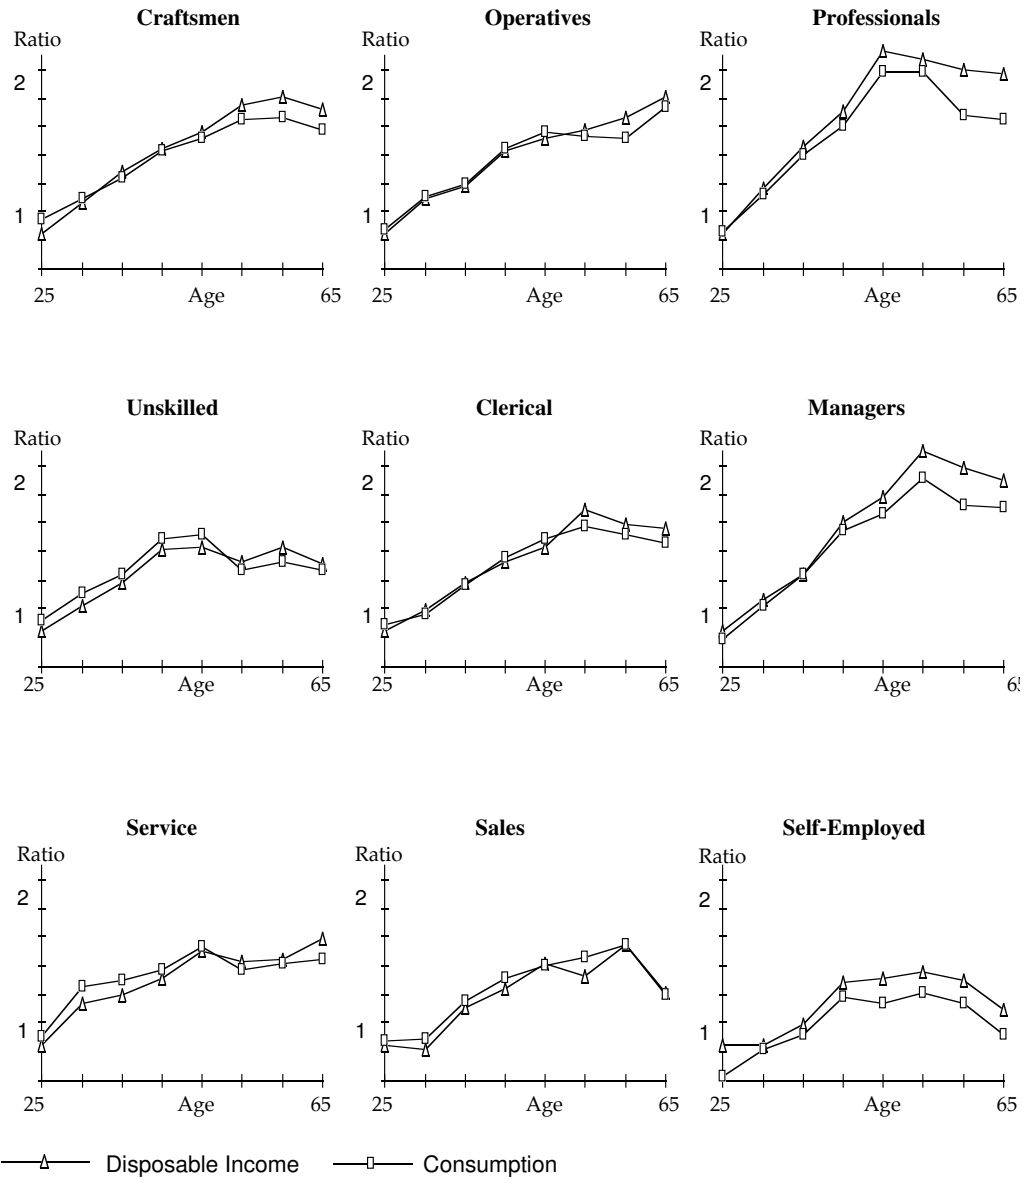 Craftsmen Operatives Professionals
Ratio Ratio Ratio
2 2 2
1 1 1
25 Age 65 25 Age 65 25 Age 65
Unskilled Clerical Managers
Ratio Ratio Ratio
2 2 2
1 1 1
25 Age 65 25 Age 65 25 Age 65
Service Sales Self-Employed
Ratio Ratio Ratio
2 2 2
1 1 1
25 Age 65 25 Age 65 25 Age 65
Disposable Income Consumption